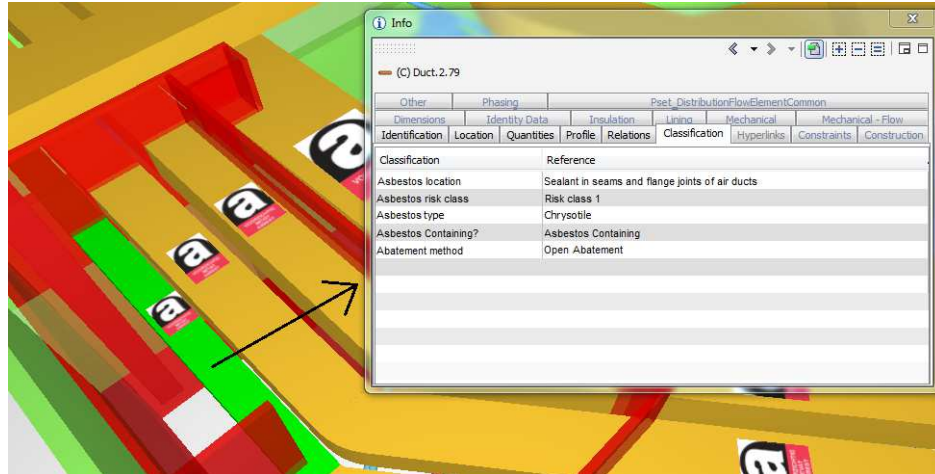 Info
(C) Duct.2.79
Other Phasing Pset_DistributionFlowElementCommon
Dimensions Identity Data Insulation Lining Mechanical Mechanical - Flow
Identification Location Quantities Profile Relations Classification Hyperlinks Constraints Construction
Classification Reference
Asbestos location Sealant in seams and flange joints of air ducts
Asbestos risk class Risk class 1
Asbestos type Chrysotile
Asbestos Containing? Asbestos Containing
Abatement method Open Abatement
a
a
a
a
a